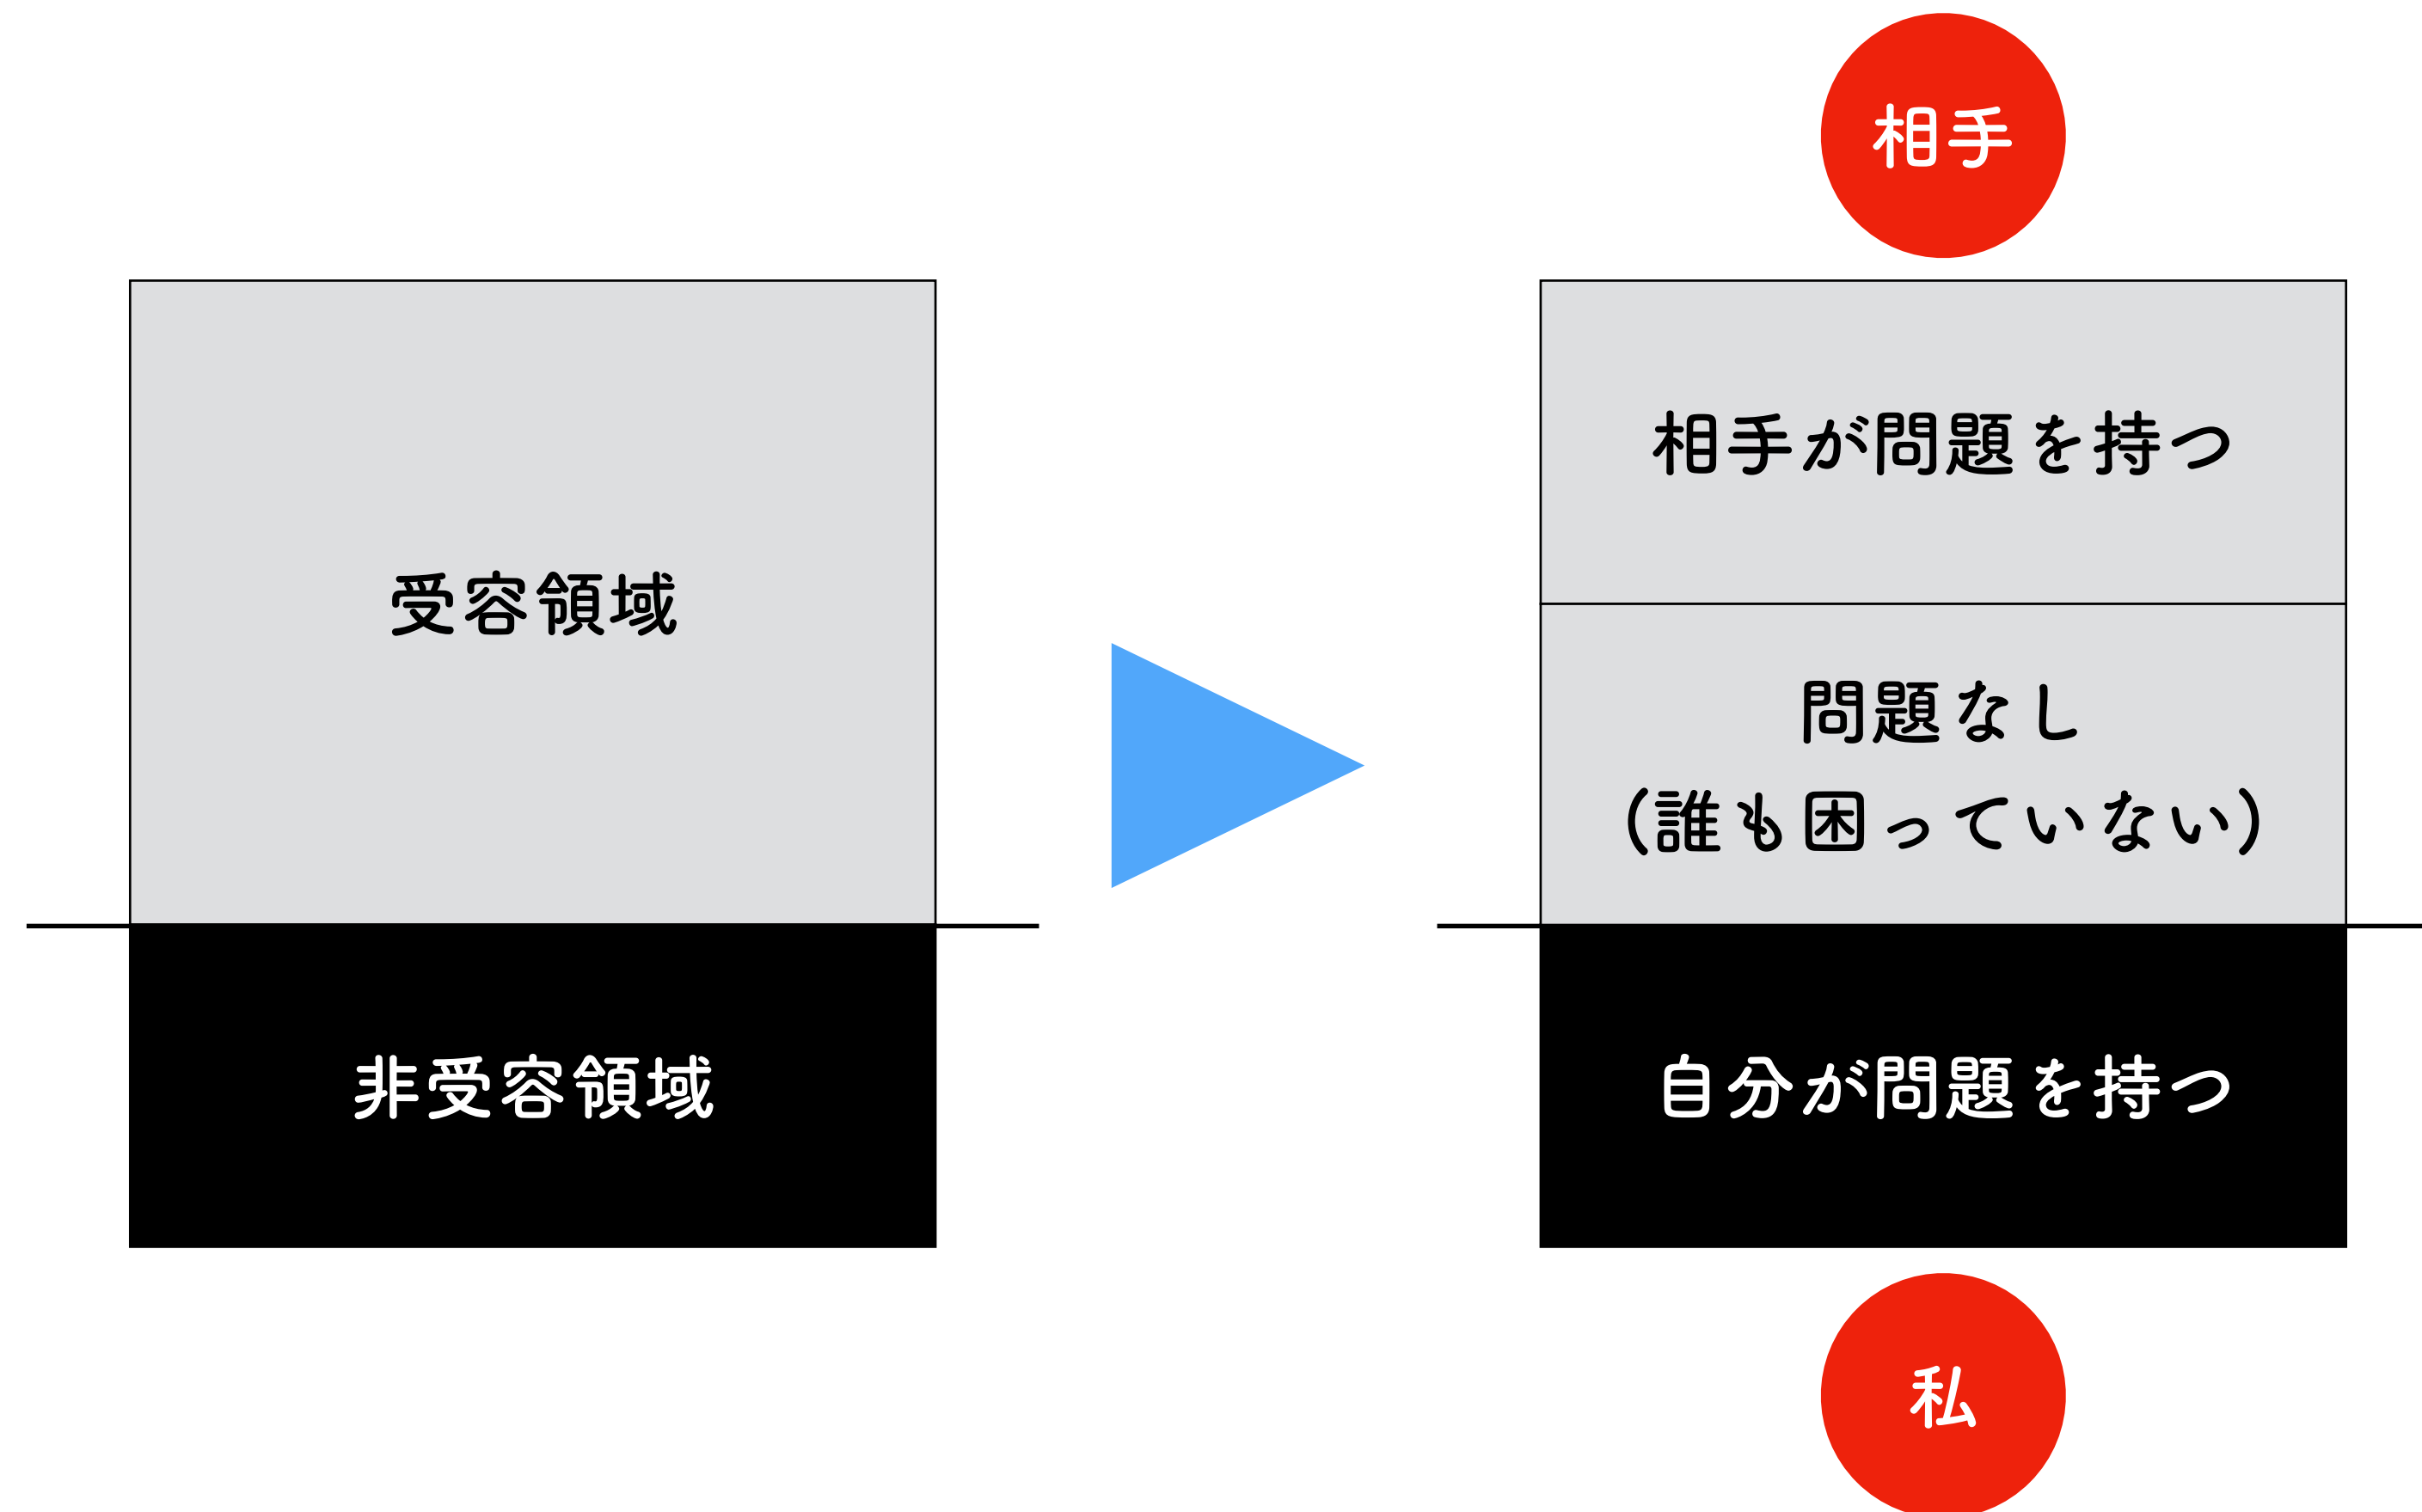 受容領域
非受容領域
相手
相手が問題を持つ
問題なし
(誰も困っていない)
自分が問題を持つ
私